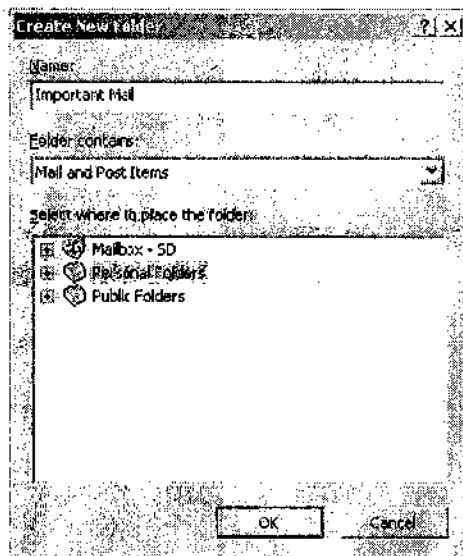 Create New Folder
Name:
Important Mail
Folder contains:
Mail and Post Items
Select where to place the folder:
Mailbox - SD
Personal Folders
Public Folders
OK
Cancel